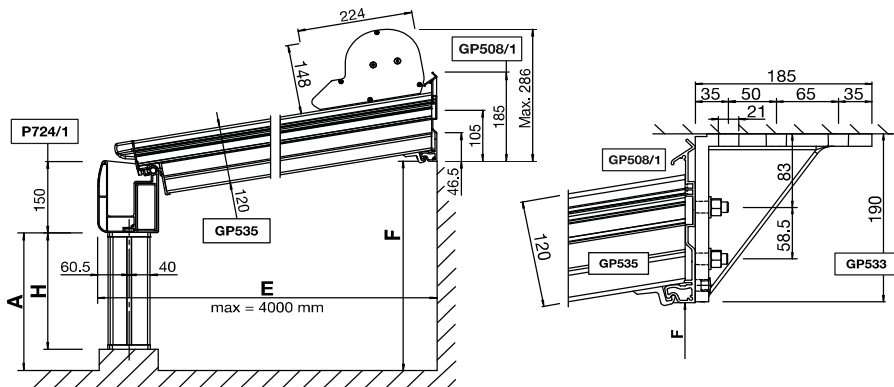 224
148
GP508/1
Max. 286
185
105
46.5
P724/1
150
120
GP535
F
60.5
40
E
max = 4000 mm
A
H
185
35
50
65
35
21
GP508/1
83
190
120
58.5
GP535
GP533
F